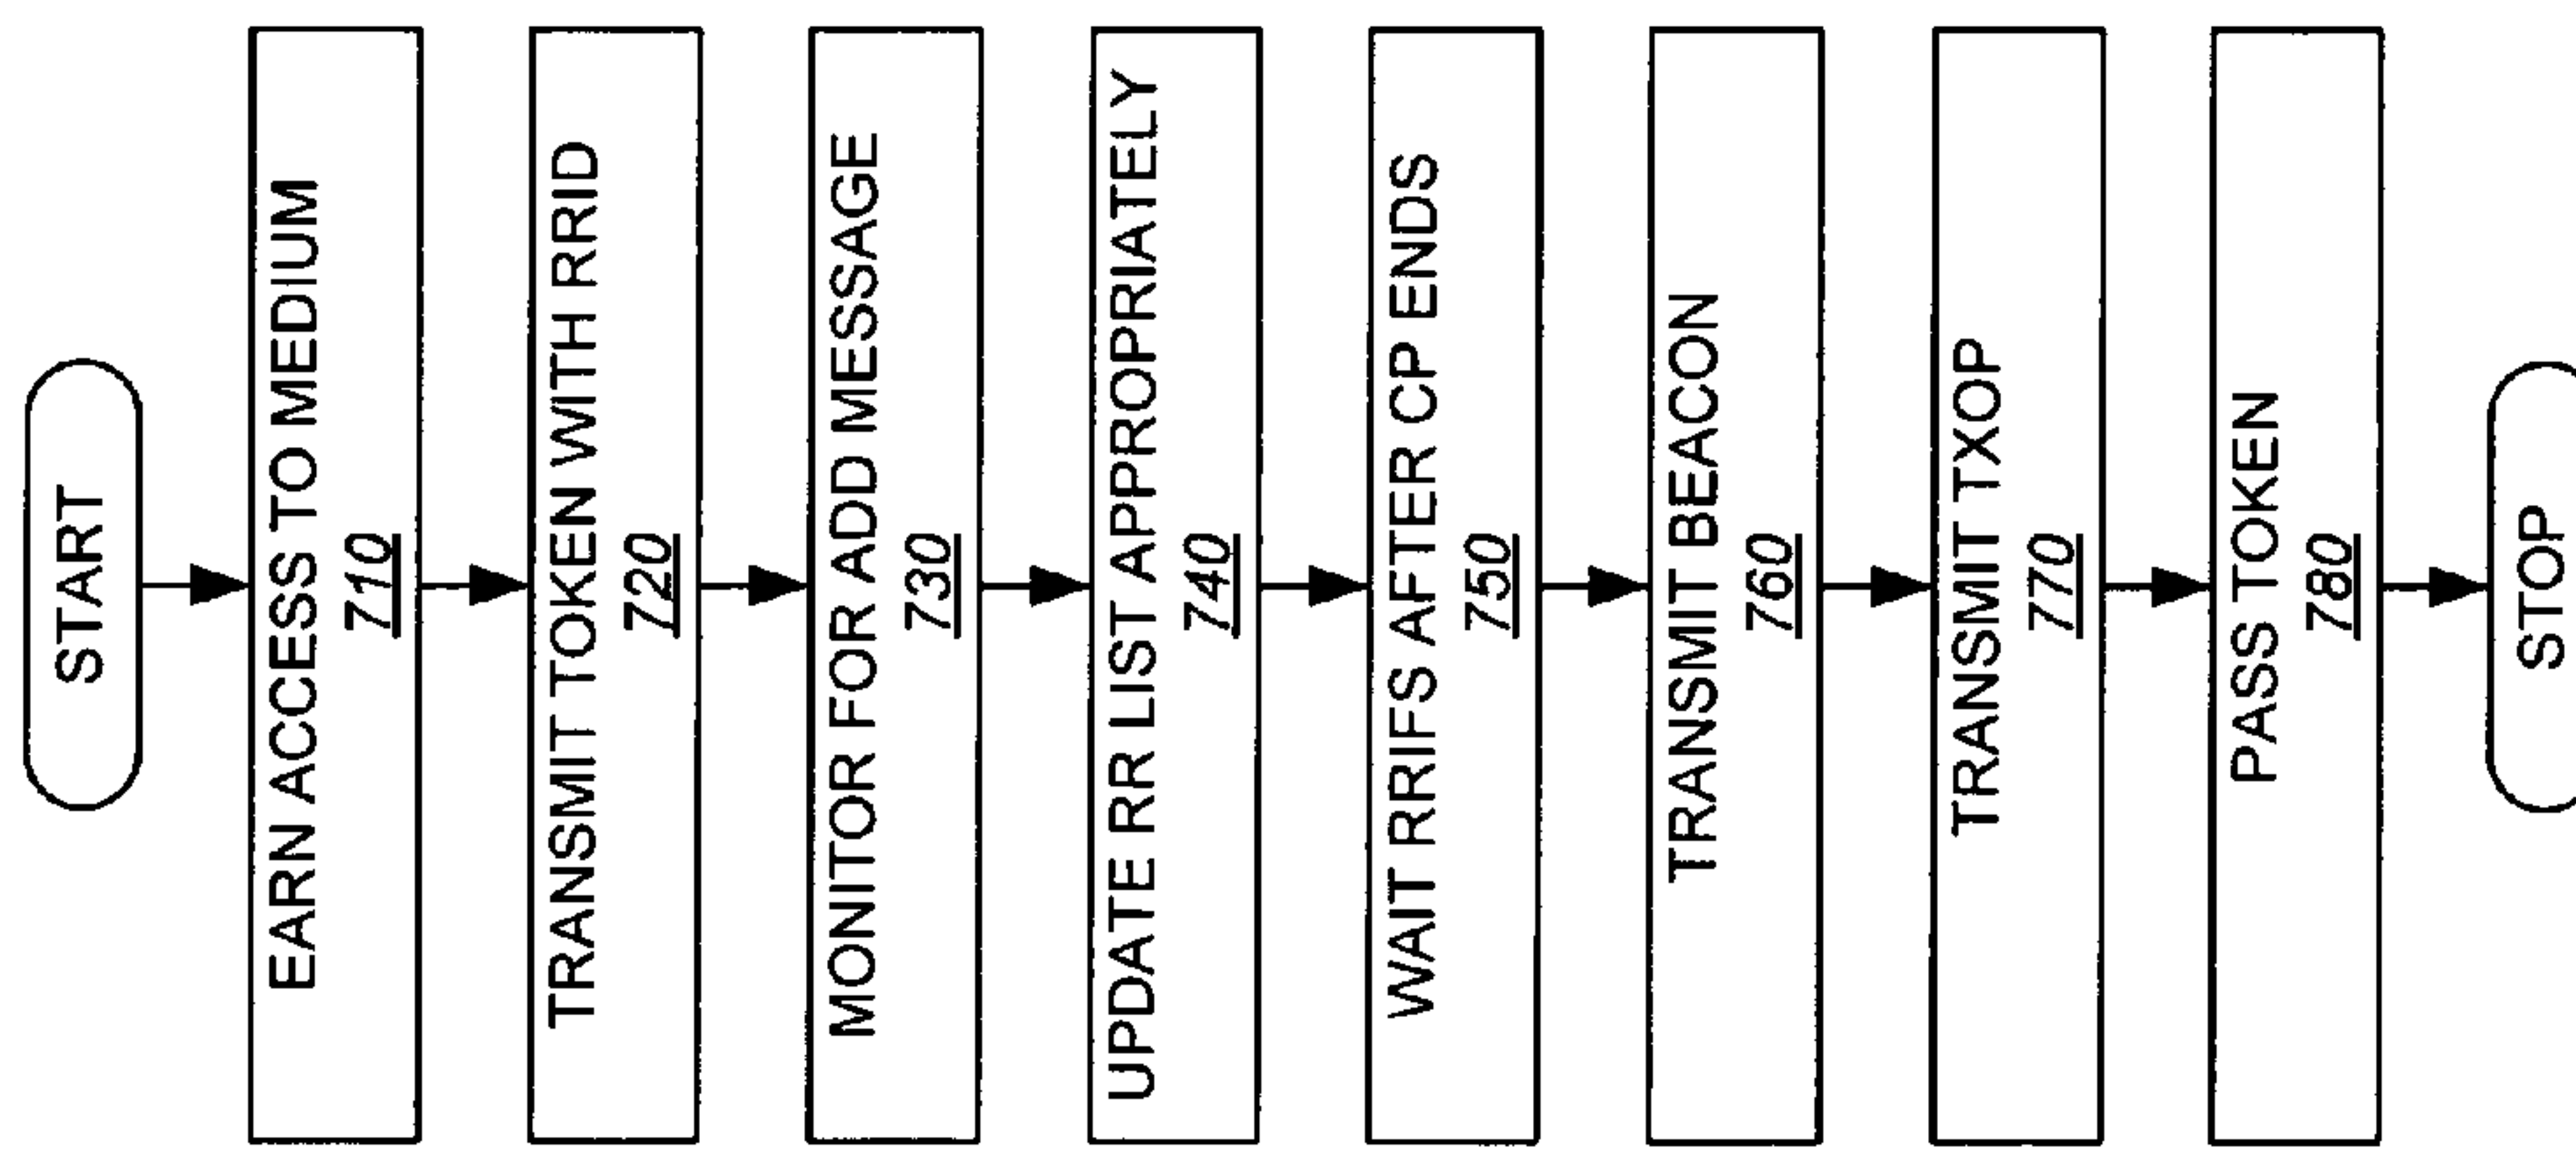 START
EARN ACCESS TO MEDIUM
710
TRANSMIT TOKEN WITH RRID
720
MONITOR FOR ADD MESSAGE
730
UPDATE RR LIST APPROPRIATELY
740
WAIT RRIFS AFTER CP ENDS
750
TRANSMIT BEACON
760
TRANSMIT TXOP
770
PASS TOKEN
780
STOP